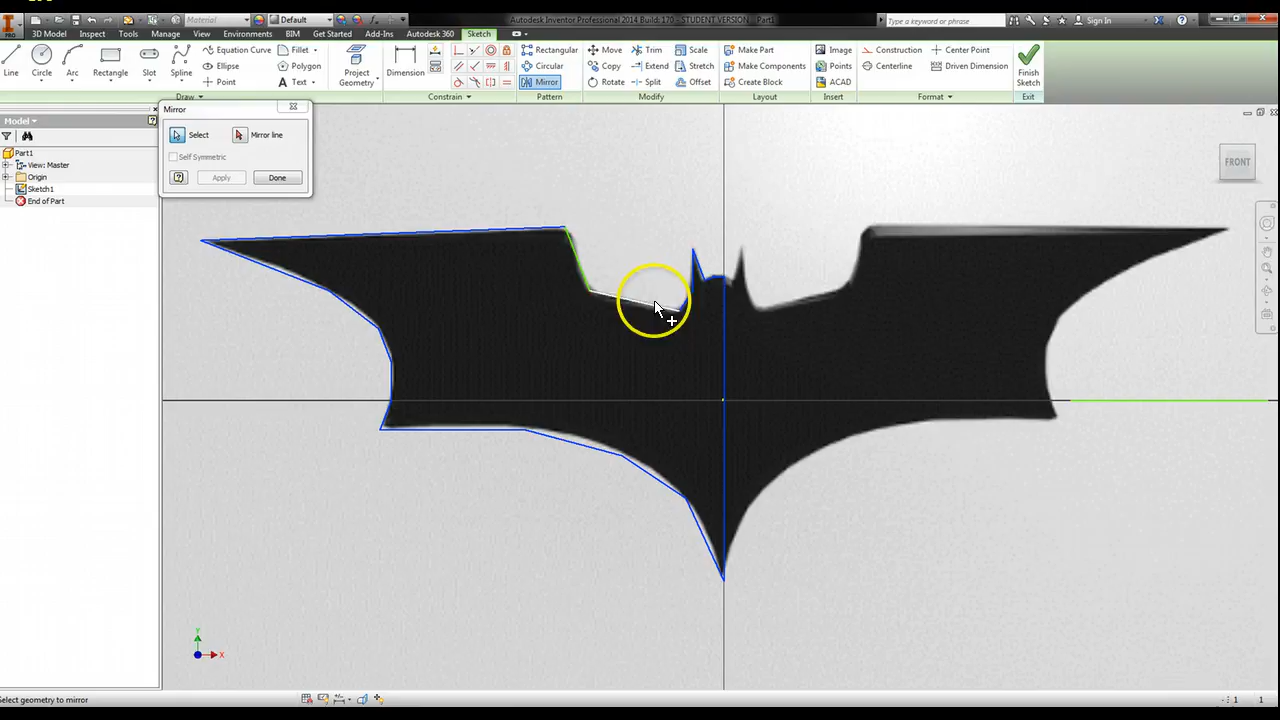 Material
Default
Autodesk Inventor Professional 2014 Build: 170 - STUDENT VERSION Part1
Type a keyword or phrase
Sign In
PRO
3D Model Inspect Tools Manage View Environments BIM Get Started Add-Ins Autodesk 360 Sketch
Line
Circle
Arc
Rectangle
Slot
Spline
Equation Curve
Ellipse
Point
Fillet
Polygon
Text
Project Geometry
Dimension
Rectangular
Circular
Mirror
Move
Copy
Rotate
Trim
Extend
Split
Scale
Stretch
Offset
Make Part
Make Components
Create Block
Image
Points
ACAD
Construction
Centerline
Center Point
Driven Dimension
Finish Sketch
Draw
Constrain
Pattern
Modify
Layout
Insert
Format
Exit
Model
Part1
View: Master
Origin
Sketch1
End of Part
Mirror
Select
Mirror line
Self Symmetric
Apply
Done
FRONT
Y
X
Select geometry to mirror
1 1